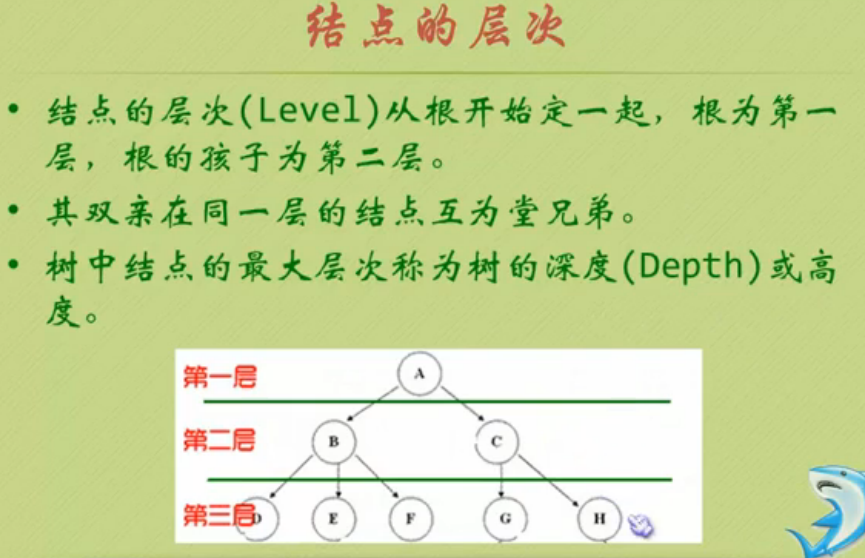 结点的层次
• 结点的层次(Level)从根开始定一起，根为第一
层，根的孩子为第二层。
• 其双亲在同一层的结点互为堂兄弟。
• 树中结点的最大层次称为树的深度(Depth)或高
度。
第一层 A
第二层 B C
第三层 D E F G H